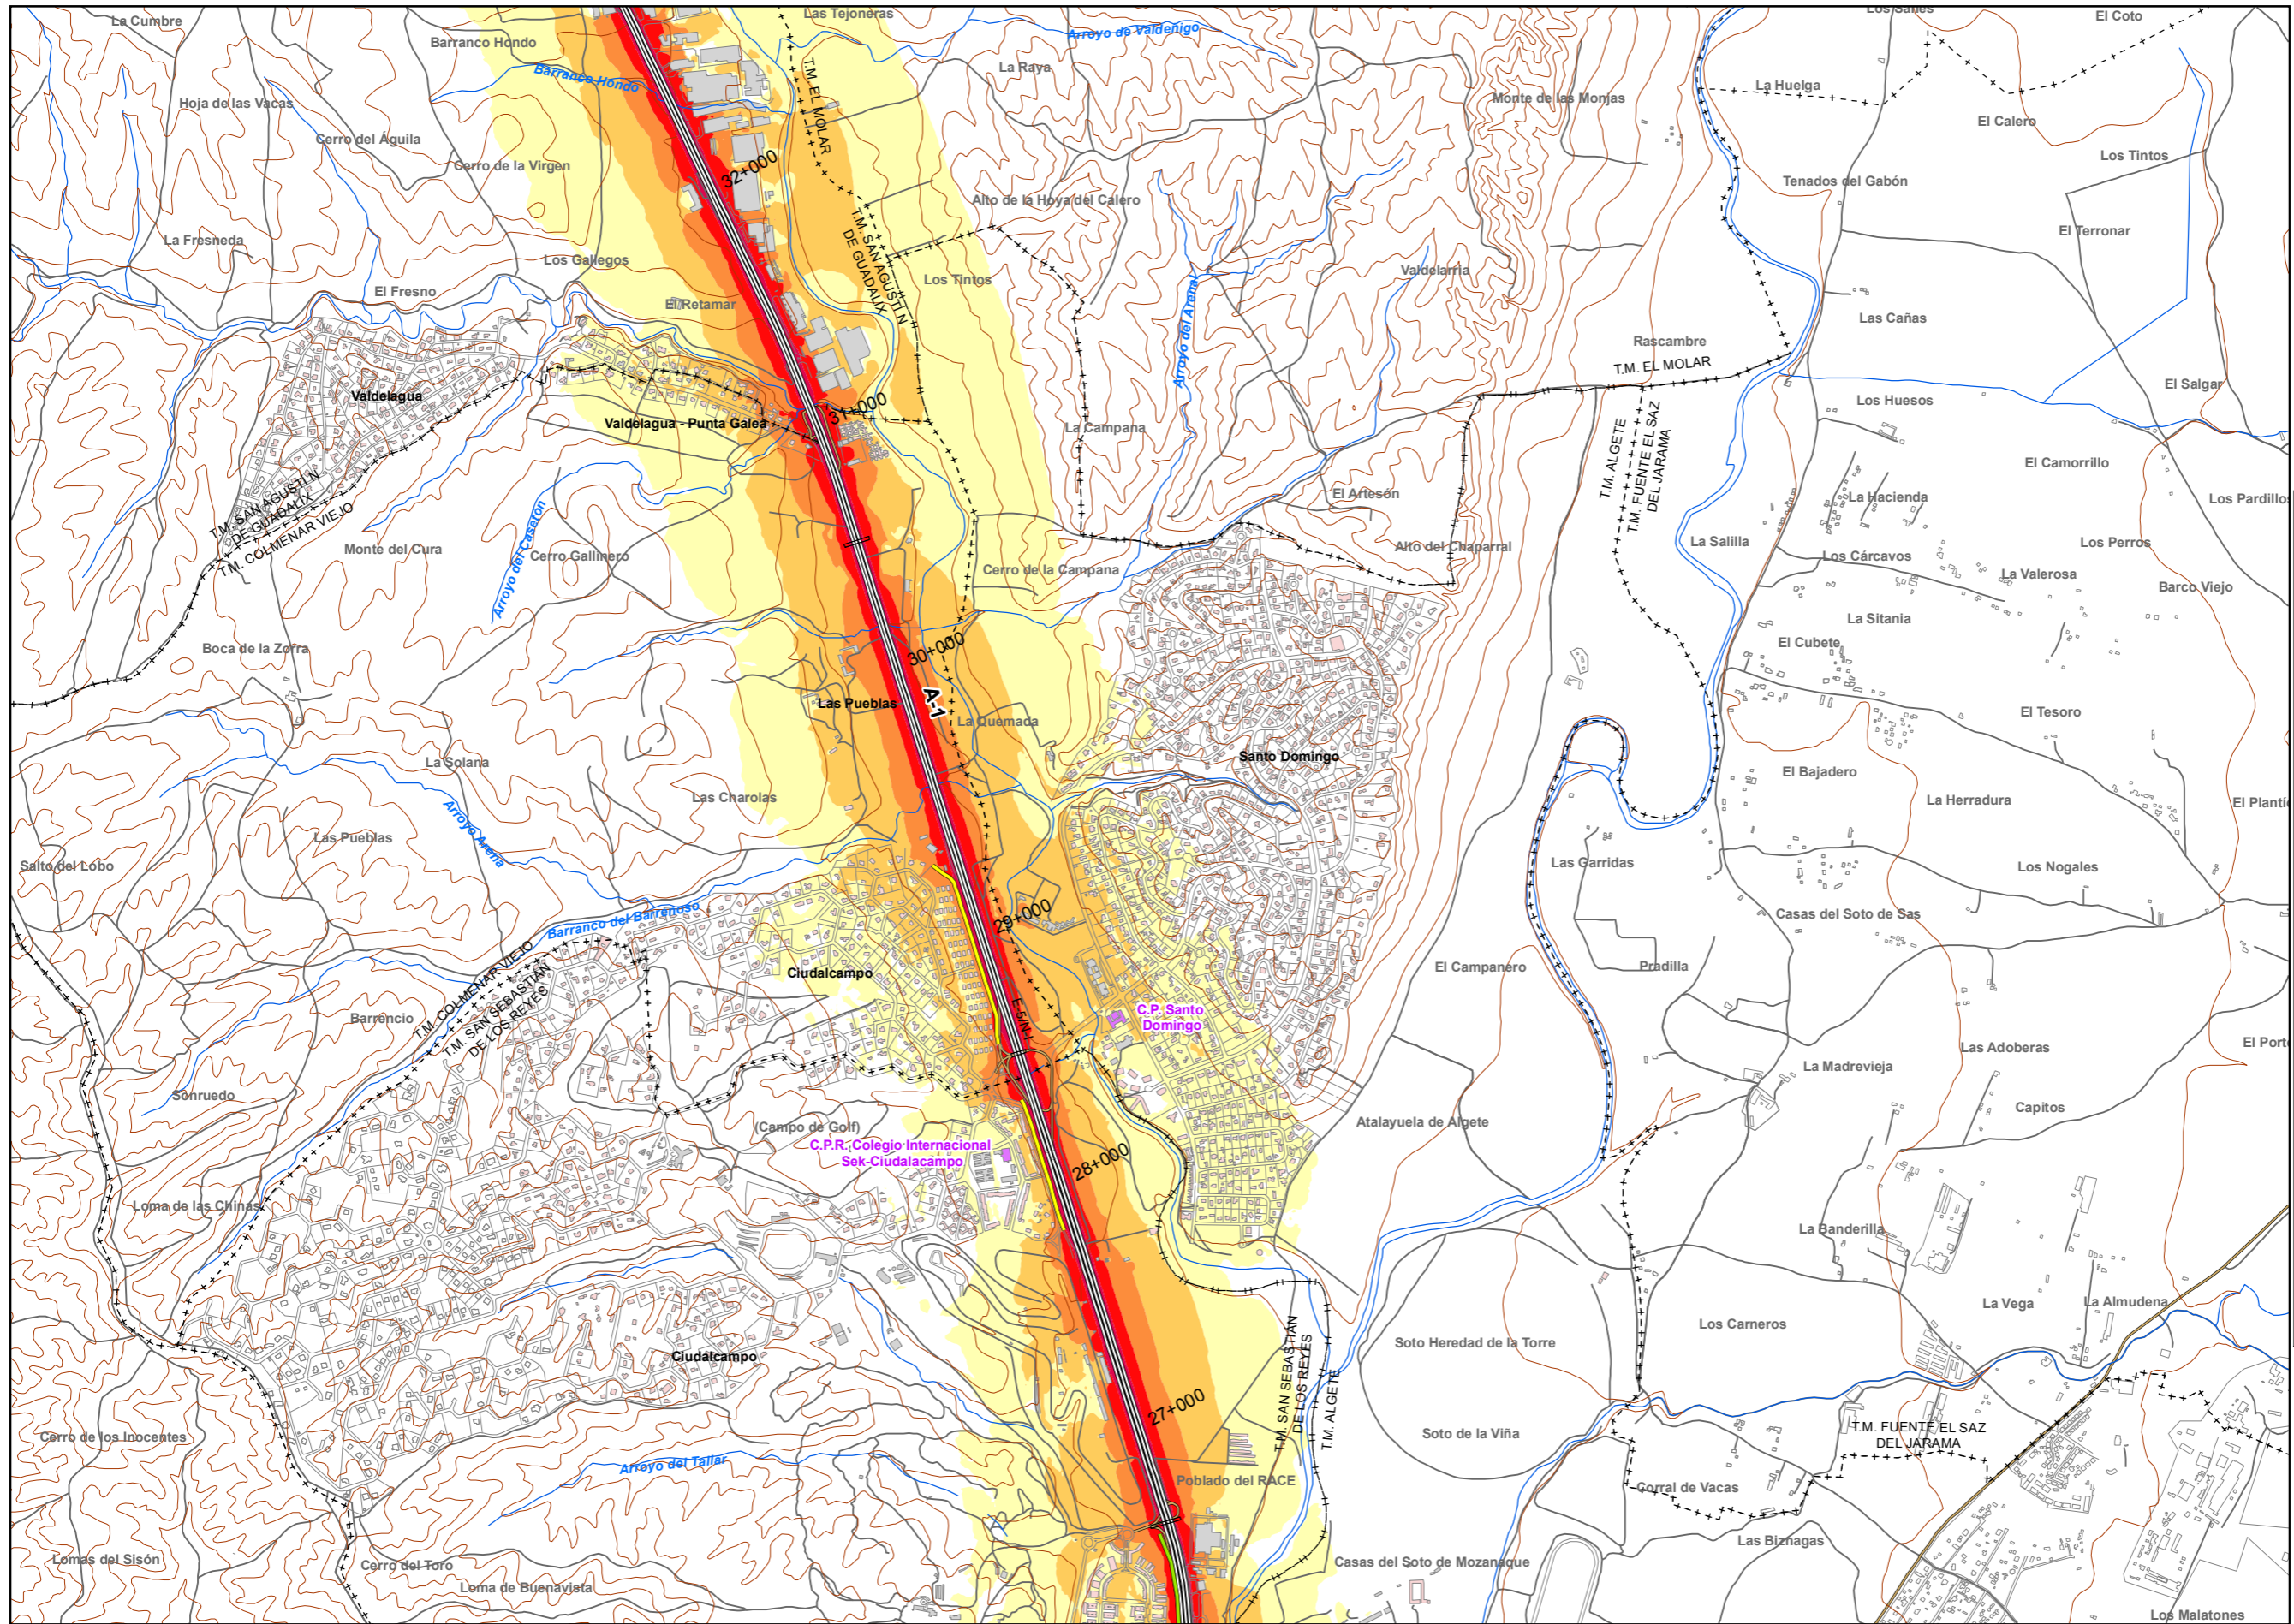 La Cumbre
Las Tejoneras
El Coto
Barranco Hondo
Arroyo de Valdenigo
La Raya
Barranco Hondo
La Huelga
Hoja de las Vacas
Monte de las Monjas
T.M. EL MOLAR
El Calero
Cerro del Águila
Cerro de la Virgen
Los Tintos
32+000
Tenados del Gabón
Alto de la Hoya del Calero
La Fresneda
T.M. SAN AGUSTIN
DE GUADALIX
El Terronar
Los Gallegos
Valdelarria
Los Tintos
El Fresno
El Retamar
Arroyo del Arenal
Las Cañas
Rascambre
T.M. EL MOLAR
El Salgar
Valdelagua
Los Huesos
31+000
Valdelagua - Punta Galea
La Campana
T.M. ALGETE
T.M. FUENTE EL SAZ
DEL JARAMA
El Camorrillo
El Artesón
La Hacienda
T.M. SAN AGUSTIN
DE GUADALIX
T.M. COLMENAR VIEJO
Arroyo del Casetón
La Salilla
Los Perros
Monte del Cura
Cerro Gallinero
Alto del Chaparral
Los Cárcavos
Cerro de la Campana
La Valerosa
Barco Viejo
La Sitania
Boca de la Zorra
30+000
El Cubete
Las Pueblas
A-1
La Quemada
El Tesoro
La Solana
Santo Domingo
El Bajadero
Las Charolas
La Herradura
Arroyo Arena
Las Pueblas
Salto del Lobo
Las Garridas
Los Nogales
29+000
Casas del Soto de Sas
Barranco del Barrenoso
Ciudalcampo
El Campanero
Pradilla
T.M. COLMENAR VIEJO
T.M. SAN SEBASTIÁN
DE LOS REYES
Barrencio
E-5/N-I
C.P. Santo
Domingo
Las Adoberas
La Madrevieja
Sonruedo
Capitos
(Campo de Golf)
Atalayuela de Algete
C.P.R. Colegio Internacional
Sek-Ciudalacampo
28+000
Loma de las Chinas
La Banderilla
La Vega
La Almudena
Los Carneros
Soto Heredad de la Torre
Ciudalcampo
T.M. SAN SEBASTIÁN
DE LOS REYES
T.M. ALGETE
27+000
Cerro de los Inocentes
Soto de la Viña
T.M. FUENTE EL SAZ
DEL JARAMA
Arroyo del Tallar
Poblado del RACE
Corral de Vacas
Las Biznagas
Lomas del Sisón
Cerro del Toro
Casas del Soto de Mozanaque
Loma de Buenavista
Los Malatones